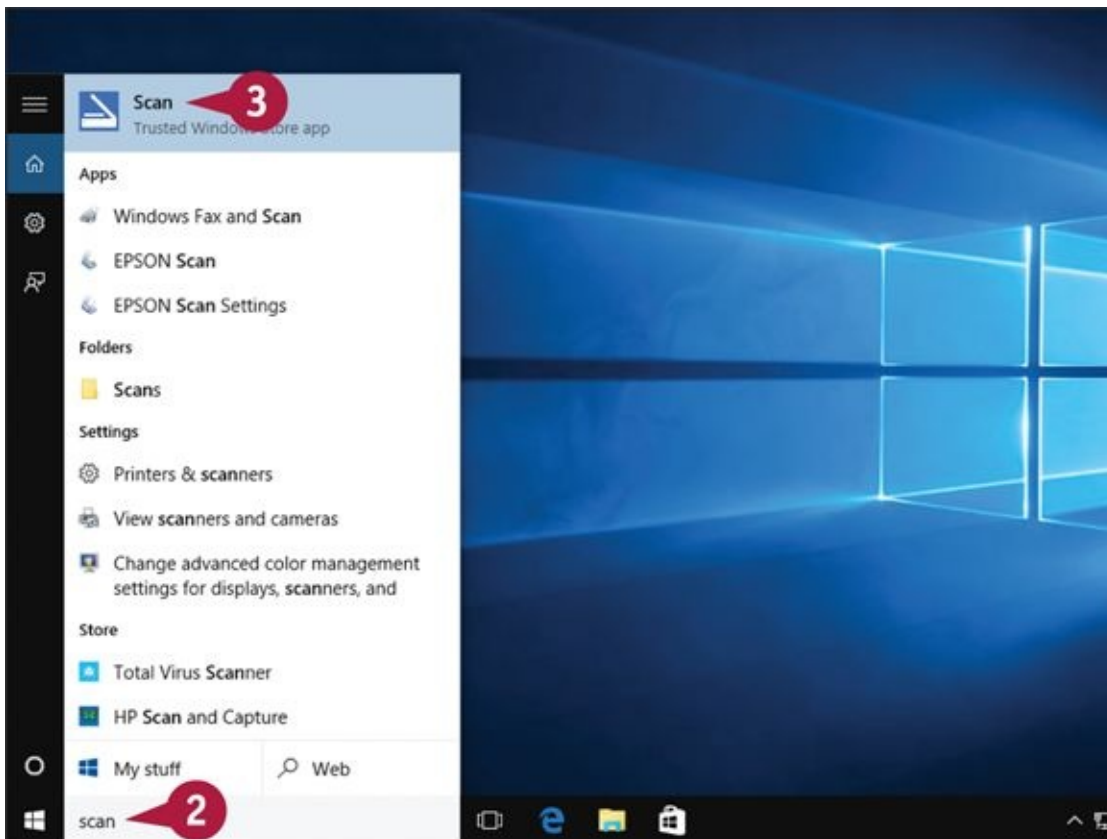 Scan
3
Trusted Windows Store app
Apps
Windows Fax and Scan
EPSON Scan
EPSON Scan Settings
Folders
Scans
Settings
Printers & scanners
View scanners and cameras
Change advanced color management
settings for displays, scanners, and
Store
Total Virus Scanner
HP Scan and Capture
My stuff
Web
scan
2